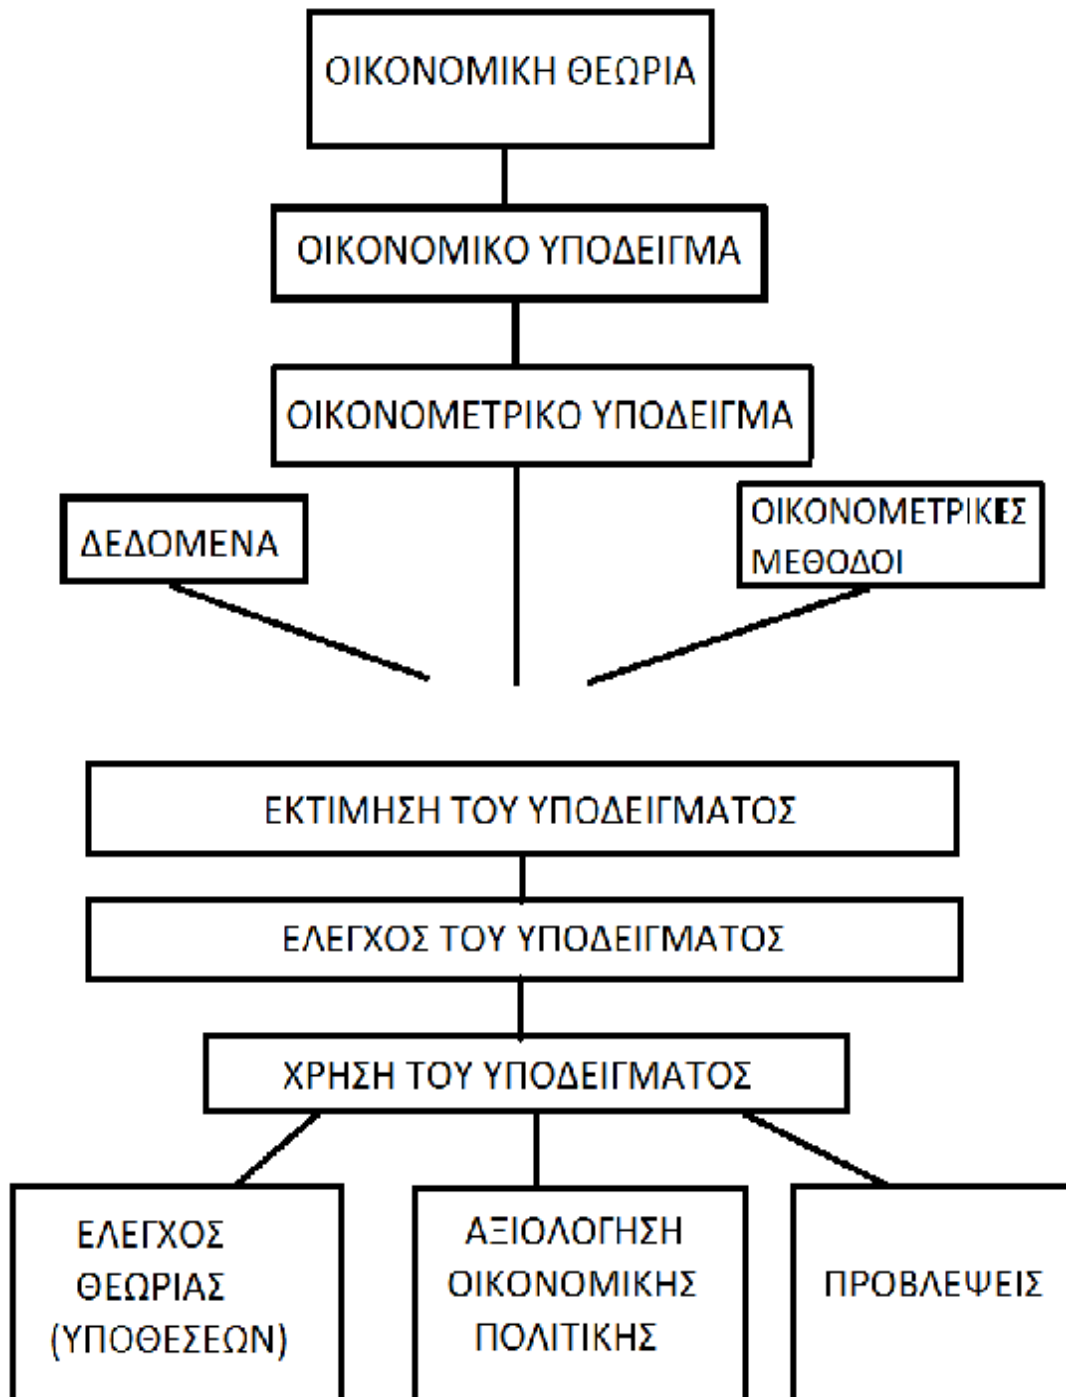 ΟΙΚΟΝΟΜΙΚΗ ΘΕΩΡΙΑ
ΟΙΚΟΝΟΜΙΚΟ ΥΠΟΔΕΙΓΜΑ
ΟΙΚΟΝΟΜΕΤΡΙΚΟ ΥΠΟΔΕΙΓΜΑ
ΔΕΔΟΜΕΝΑ
ΟΙΚΟΝΟΜΕΤΡΙΚΕΣ
ΜΕΘΟΔΟΙ
ΕΚΤΙΜΗΣΗ ΤΟΥ ΥΠΟΔΕΙΓΜΑΤΟΣ
ΕΛΕΓΧΟΣ ΤΟΥ ΥΠΟΔΕΙΓΜΑΤΟΣ
ΧΡΗΣΗ ΤΟΥ ΥΠΟΔΕΙΓΜΑΤΟΣ
ΕΛΕΓΧΟΣ
ΘΕΩΡΙΑΣ
(ΥΠΟΘΕΣΕΩΝ)
ΑΞΙΟΛΟΓΗΣΗ
ΟΙΚΟΝΟΜΙΚΗΣ
ΠΟΛΙΤΙΚΗΣ
ΠΡΟΒΛΕΨΕΙΣ